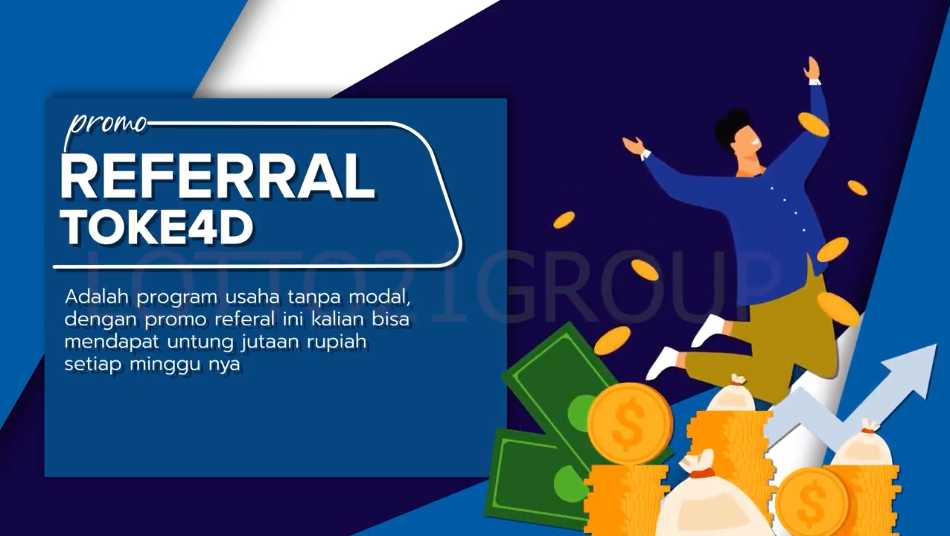 promo
REFERRAL
TOKE4D
LOTTO21GROUP
Adalah program usaha tanpa modal,
dengan promo referal ini kalian bisa
mendapat untung jutaan rupiah
setiap minggu nya